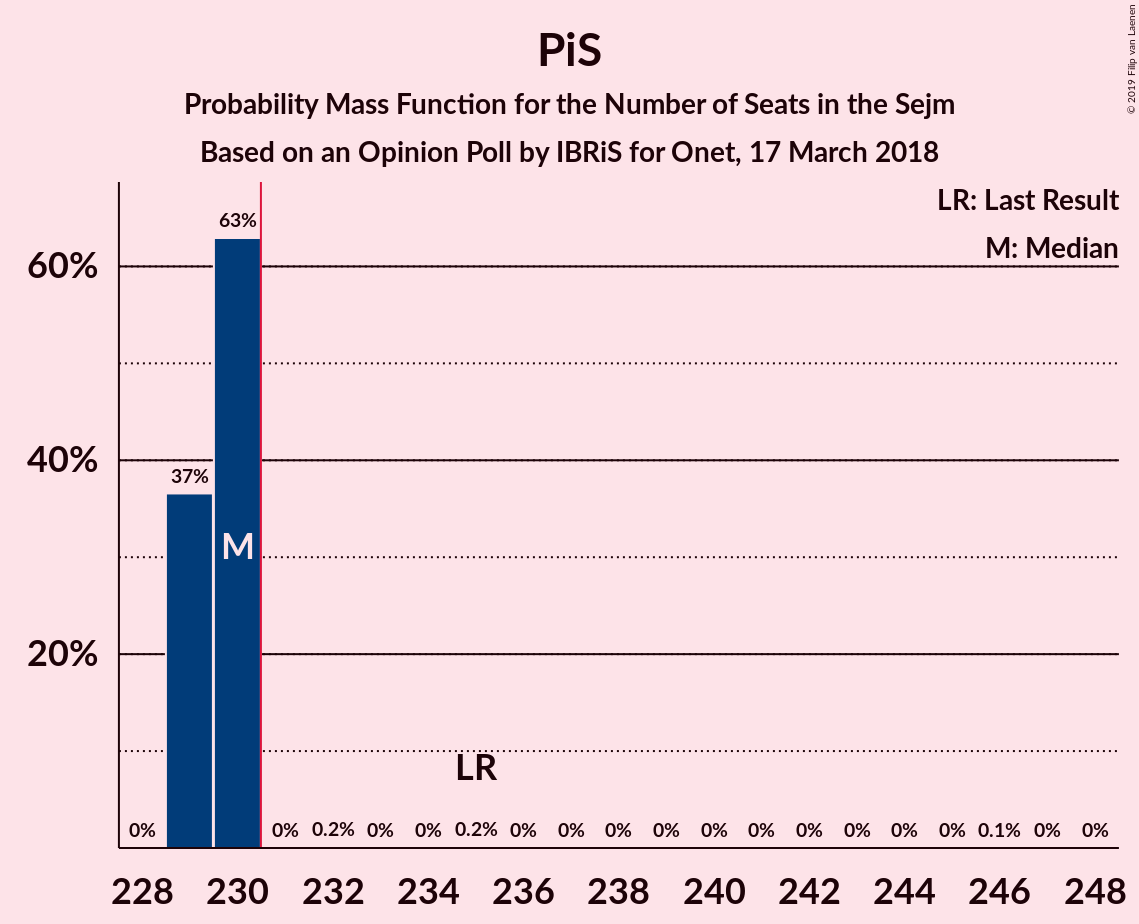 PiS
Probability Mass Function for the Number of Seats in the Sejm
Based on an Opinion Poll by IBRiS for Onet, 17 March 2018
© 2019 Filip van Laenen
LR: Last Result
M: Median
60%
40%
20%
63%
37%
M
LR
0% 0% 0.2% 0% 0% 0.2% 0% 0% 0% 0% 0% 0% 0% 0% 0% 0% 0.1% 0% 0%
228 230 232 234 236 238 240 242 244 246 248